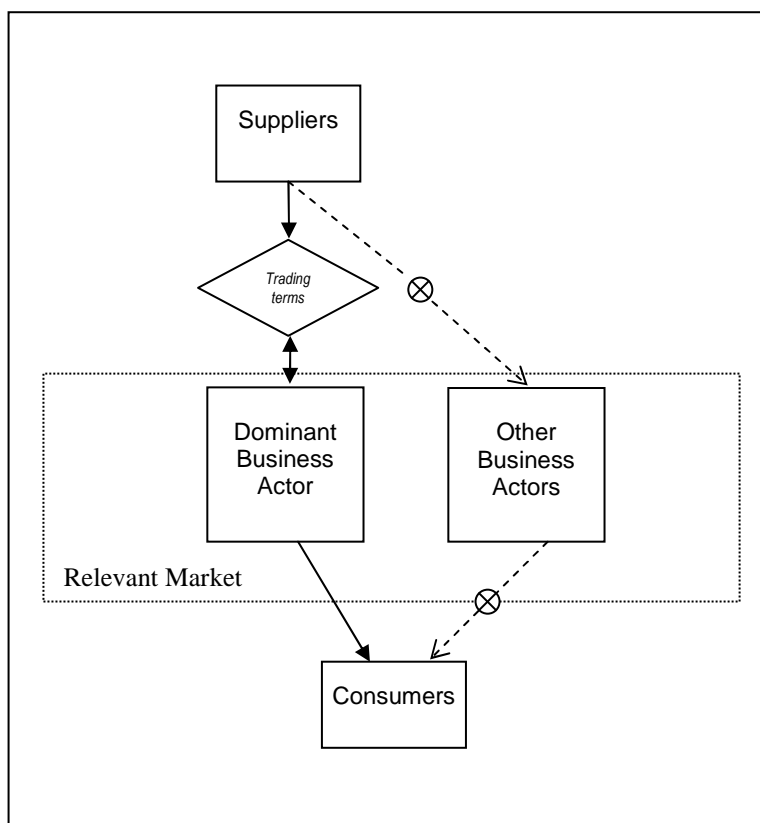 Suppliers
Trading
terms
Dominant
Business
Actor
Other
Business
Actors
Relevant Market
Consumers